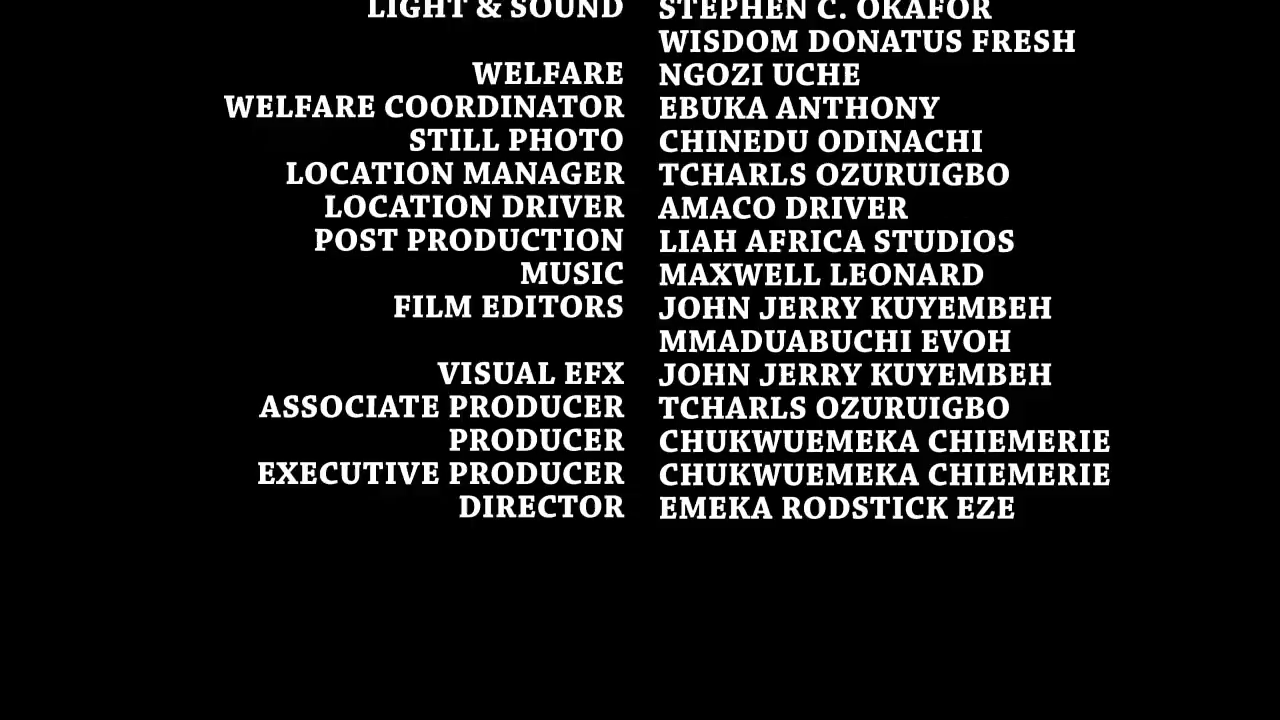 LIGHT & SOUND STEPHEN C. OKAFOR
WISDOM DONATUS FRESH
WELFARE NGOZI UCHE
WELFARE COORDINATOR EBUKA ANTHONY
STILL PHOTO CHINEDU ODINACHI
LOCATION MANAGER TCHARLS OZURUIGBO
LOCATION DRIVER AMACO DRIVER
POST PRODUCTION LIAH AFRICA STUDIOS
MUSIC MAXWELL LEONARD
FILM EDITORS JOHN JERRY KUYEMBEH
MMADUABUCHI EVOH
VISUAL EFX JOHN JERRY KUYEMBEH
ASSOCIATE PRODUCER TCHARLS OZURUIGBO
PRODUCER CHUKWUEMEKA CHIEMERIE
EXECUTIVE PRODUCER CHUKWUEMEKA CHIEMERIE
DIRECTOR EMEKA RODSTICK EZE